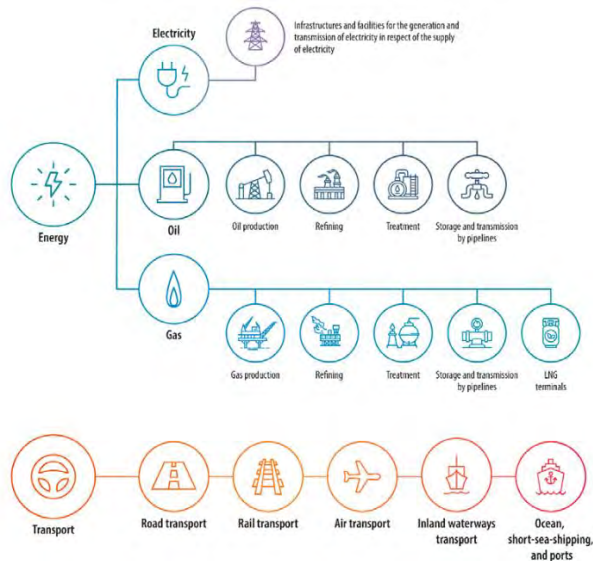 Electricity
Infrastructures and facilities for the generation and
transmission of electricity in respect of the supply
of electricity
Energy
Oil
Oil production
Refining
Treatment
Storage and transmission
by pipelines
Gas
Gas production
Refining
Treatment
Storage and transmission
by pipelines
LNG
terminals
Transport
Road transport
Rail transport
Air transport
Inland waterways
transport
Ocean,
short-sea-shipping,
and ports